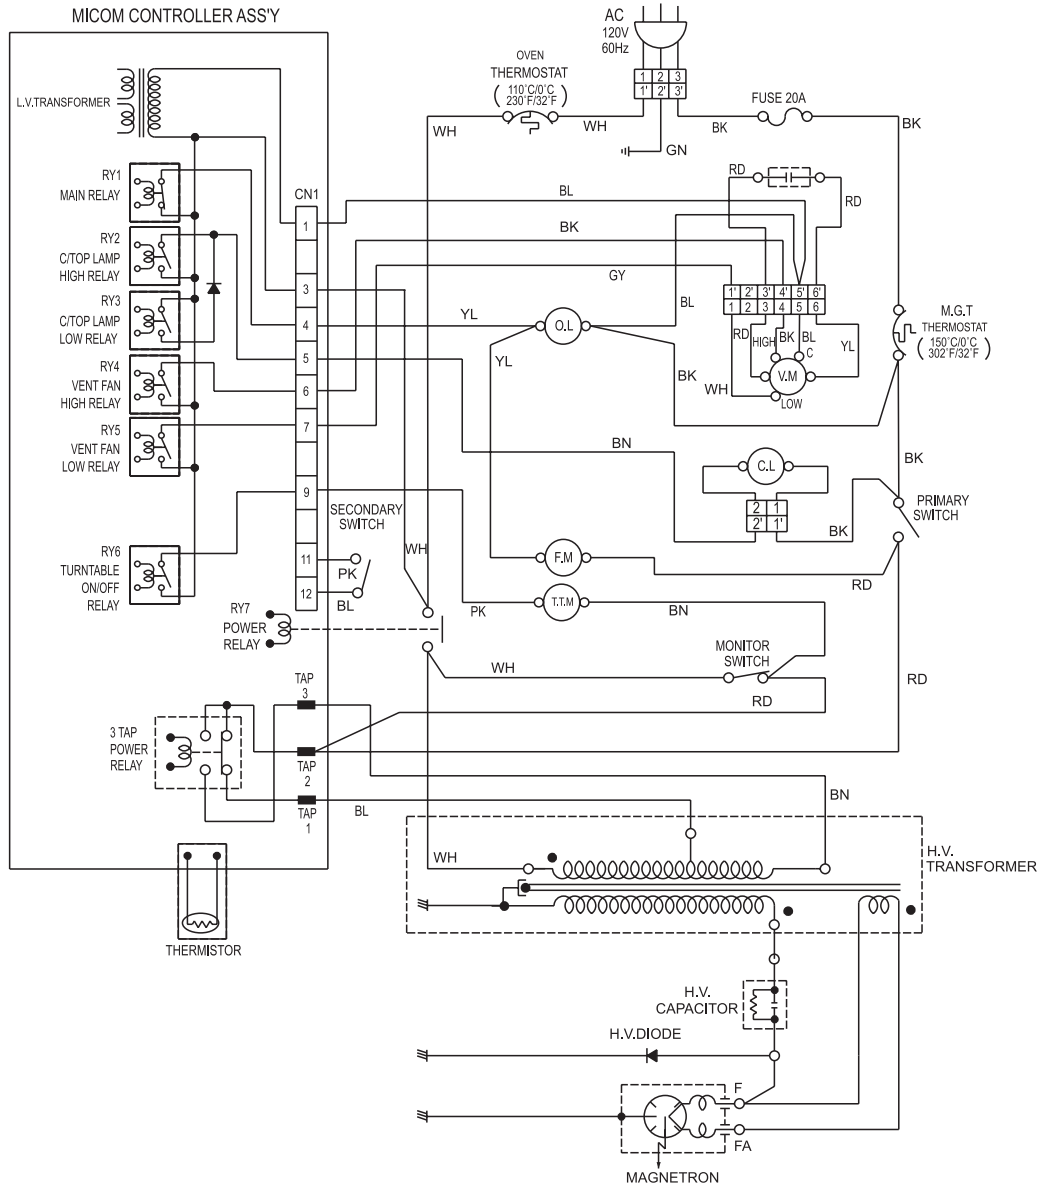 MICOM CONTROLLER ASS'Y
AC
120V
60Hz
OVEN
THERMOSTAT
( 110°C/0°C )
230°F/32°F
1 2 3
1' 2' 3'
FUSE 20A
WH
WH
BK
BK
GN
L.V.TRANSFORMER
RY1
MAIN RELAY
RY2
C/TOP LAMP
HIGH RELAY
RY3
C/TOP LAMP
LOW RELAY
RY4
VENT FAN
HIGH RELAY
RY5
VENT FAN
LOW RELAY
RY6
TURNTABLE
ON/OFF
RELAY
CN1
1
3
4
5
6
7
9
11
12
BL
BK
GY
RD
RD
BL
YL
O.L
YL
BK
1' 2' 3' 4' 5' 6'
1 2 3 4 5 6
RD
HIGH
BK
BL
C
YL
V.M
WH
LOW
M.G.T
THERMOSTAT
( 150°C/0°C )
302°F/32°F
BN
C.L
2 1
2' 1'
BK
BK
PRIMARY
SWITCH
SECONDARY
SWITCH
WH
PK
BL
F.M
RD
T.T.M
PK
BN
RY7
POWER
RELAY
MONITOR
SWITCH
WH
RD
RD
TAP
3
3 TAP
POWER
RELAY
TAP
2
TAP
1
BL
BN
WH
H.V.
TRANSFORMER
THERMISTOR
H.V.
CAPACITOR
H.V.DIODE
F
FA
MAGNETRON